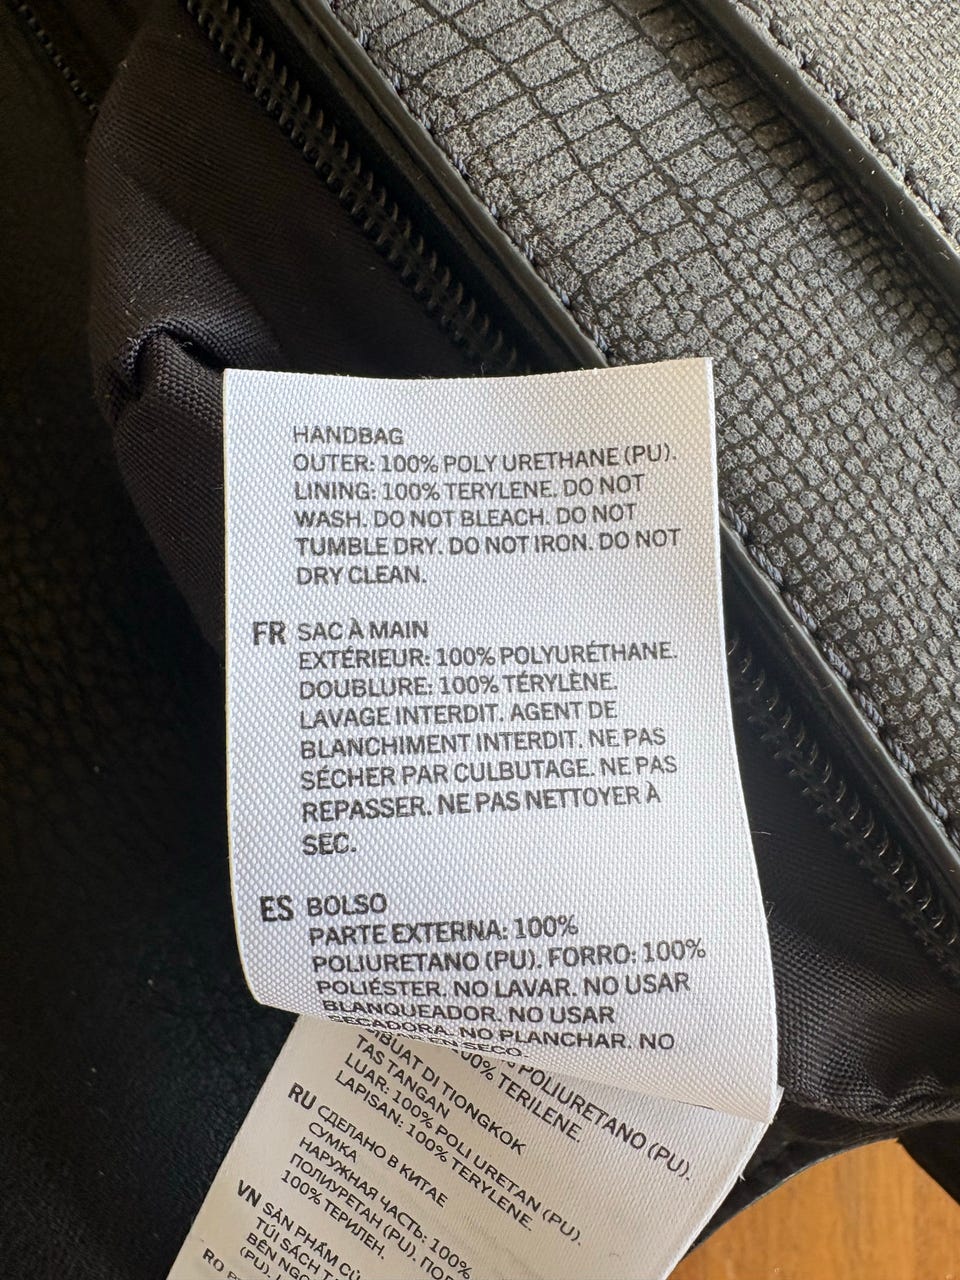 HANDBAG
OUTER: 100% POLY URETHANE (PU).
LINING: 100% TERYLENE. DO NOT
WASH. DO NOT BLEACH. DO NOT
TUMBLE DRY. DO NOT IRON. DO NOT
DRY CLEAN.
FR SAC À MAIN
EXTÉRIEUR: 100% POLYURÉTHANE.
DOUBLURE: 100% TÉRYLÈNE.
LAVAGE INTERDIT. AGENT DE
BLANCHIMENT INTERDIT. NE PAS
SÉCHER PAR CULBUTAGE. NE PAS
REPASSER. NE PAS NETTOYER À
SEC.
ES BOLSO
PARTE EXTERNA: 100%
POLIURETANO (PU). FORRO: 100%
POLIÉSTER. NO LAVAR. NO USAR
BLANQUEADOR. NO USAR
SECADORA. NO PLANCHAR. NO
EN SECO.
POLIURETANO (PU).
100% TERILENE.
DIBUAT DI TIONGKOK
TAS TANGAN
LUAR: 100% POLI URETAN (PU).
LAPISAN: 100% TERYLENE.
RU СДЕЛАНО В КИТАЕ
СУМКА
НАРУЖНАЯ ЧАСТЬ: 100%
ПОЛИУРЕТАН (PU).
100% ТЕРИЛЕН.
VN SẢN PHẨM
TÚI SÁCH
BÊN
(PU).
RO